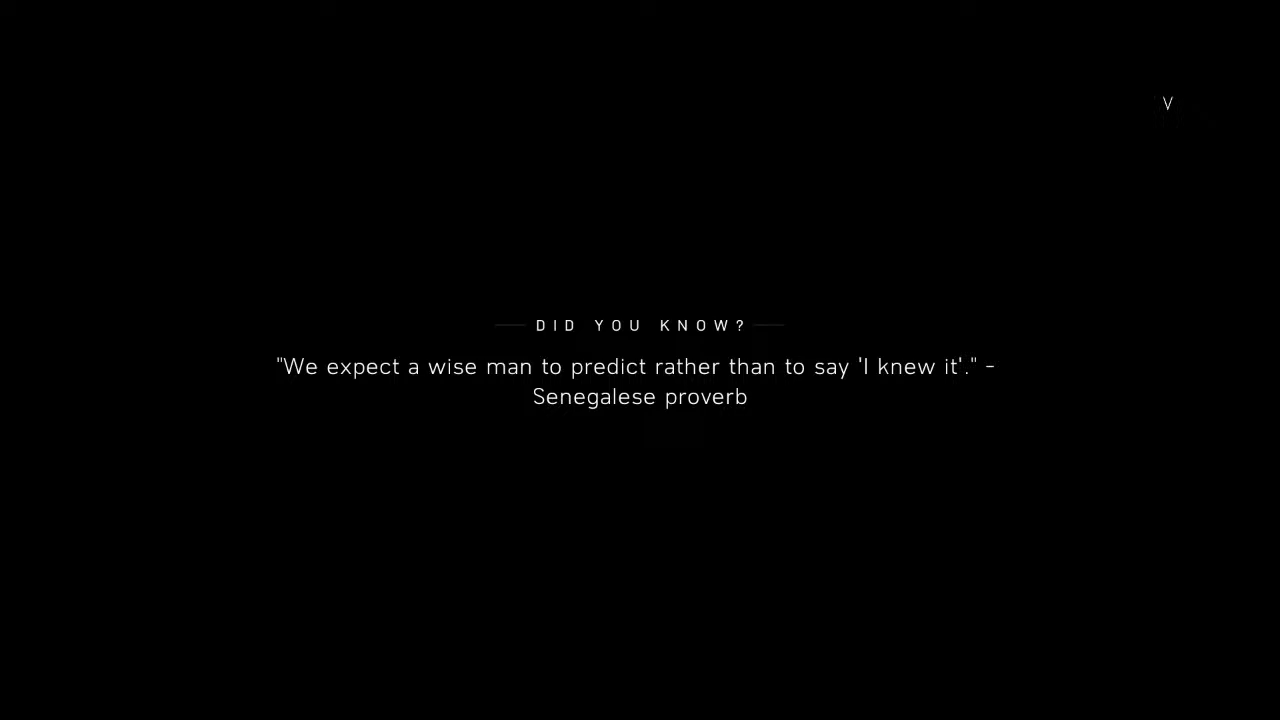 V
DID YOU KNOW?
"We expect a wise man to predict rather than to say 'I knew it'." -
Senegalese proverb